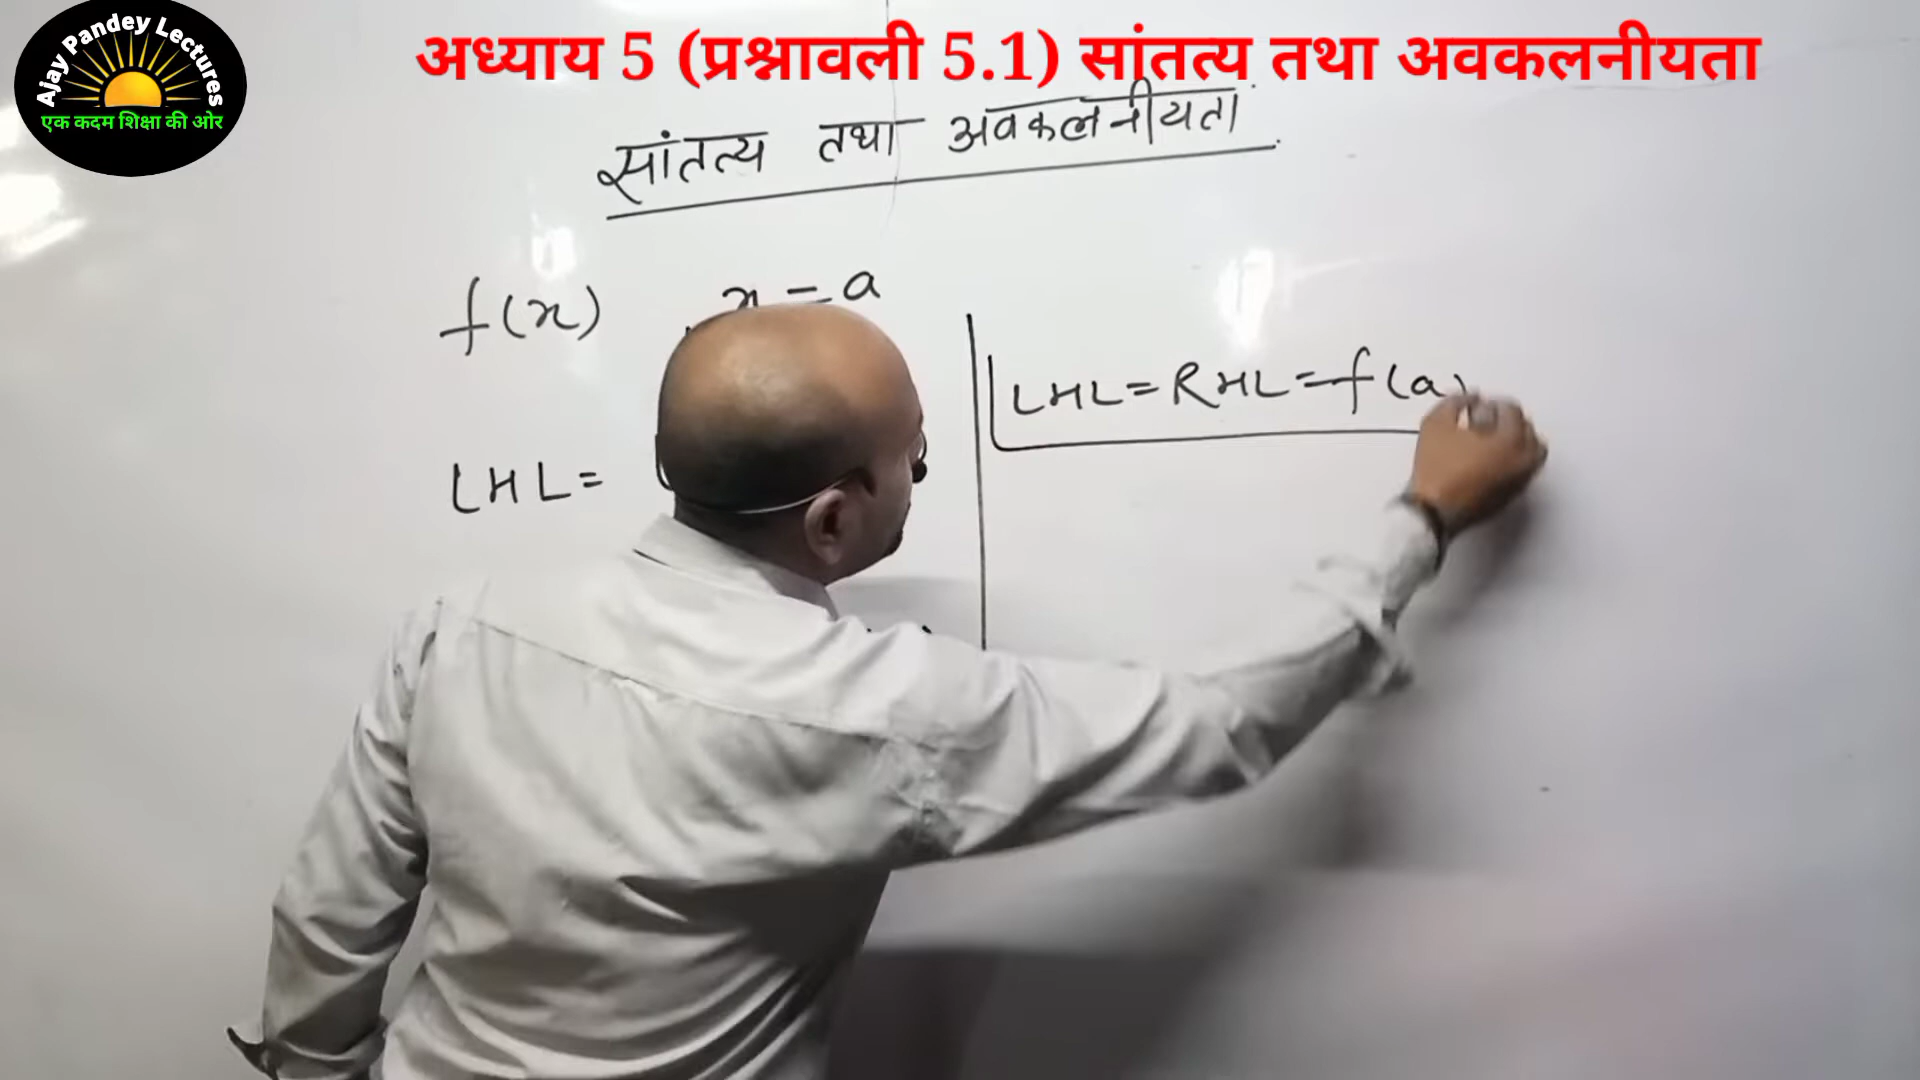 Ajay Pandey Lectures
एक कदम शिक्षा की ओर
अध्याय 5 (प्रश्नावली 5.1) सांतत्य तथा अवकलनीयता
सांतत्य तथा अवकलनीयता
f(x) x = a
LHL = RHL = f(a)
LHL =